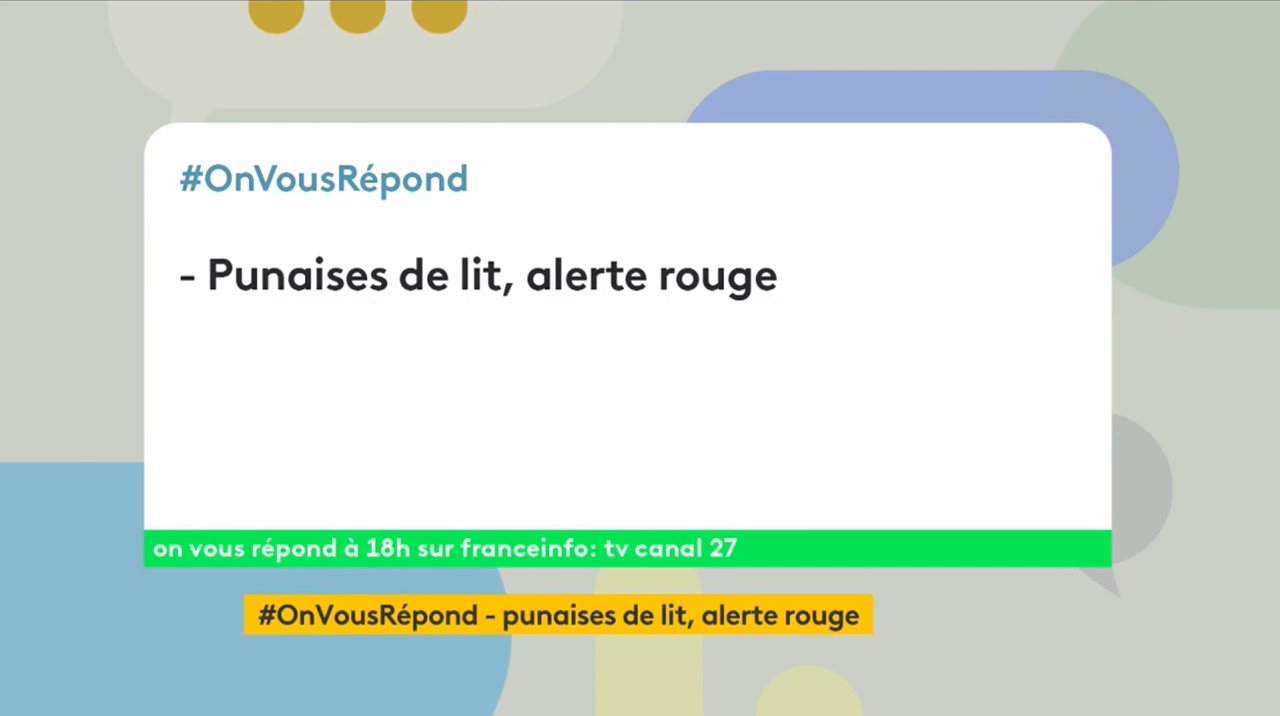 #OnVousRépond
- Punaises de lit, alerte rouge
on vous répond à 18h sur franceinfo: tv canal 27
#OnVousRépond - punaises de lit, alerte rouge